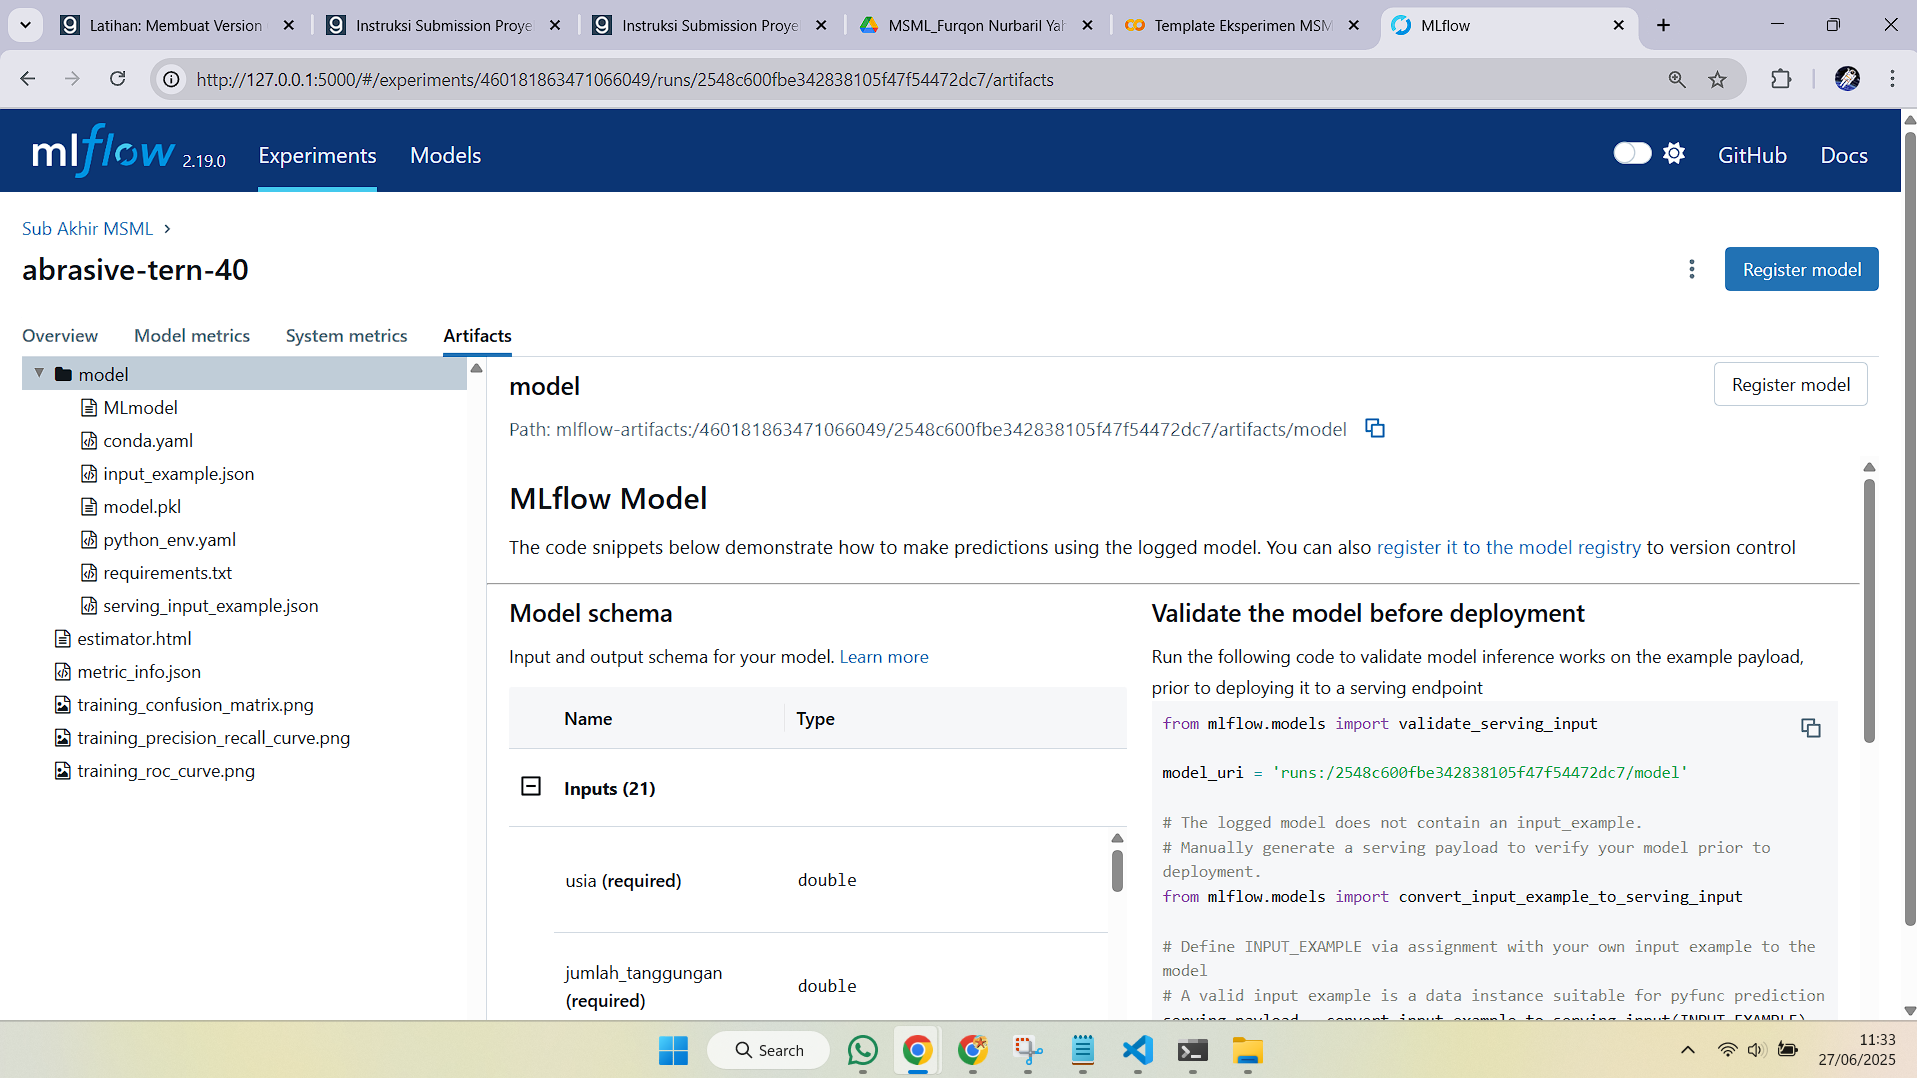 Latihan: Membuat Version
Instruksi Submission Proye
Instruksi Submission Proye
MSML_Furqon Nurbaril Yah
Template Eksperimen MSM
MLflow
http://127.0.0.1:5000/#/experiments/460181863471066049/runs/2548c600fbe342838105f47f54472dc7/artifacts
mlflow 2.19.0
Experiments
Models
GitHub
Docs
Sub Akhir MSML
abrasive-tern-40
Register model
Overview
Model metrics
System metrics
Artifacts
model
MLmodel
conda.yaml
input_example.json
model.pkl
python_env.yaml
requirements.txt
serving_input_example.json
estimator.html
metric_info.json
training_confusion_matrix.png
training_precision_recall_curve.png
training_roc_curve.png
model
Register model
Path: mlflow-artifacts:/460181863471066049/2548c600fbe342838105f47f54472dc7/artifacts/model
MLflow Model
The code snippets below demonstrate how to make predictions using the logged model. You can also register it to the model registry to version control
Model schema
Input and output schema for your model. Learn more
Name Type
Inputs (21)
usia (required) double
jumlah_tanggungan
(required)
double
Validate the model before deployment
Run the following code to validate model inference works on the example payload,
prior to deploying it to a serving endpoint
from mlflow.models import validate_serving_input
model_uri = 'runs:/2548c600fbe342838105f47f54472dc7/model'
# The logged model does not contain an input_example.
# Manually generate a serving payload to verify your model prior to
deployment.
from mlflow.models import convert_input_example_to_serving_input
# Define INPUT_EXAMPLE via assignment with your own input example to the
model
# A valid input example is a data instance suitable for pyfunc prediction
serving_payload = convert_input_example_to_serving_input(INPUT_EXAMPLE)
Search
11:33
27/06/2025